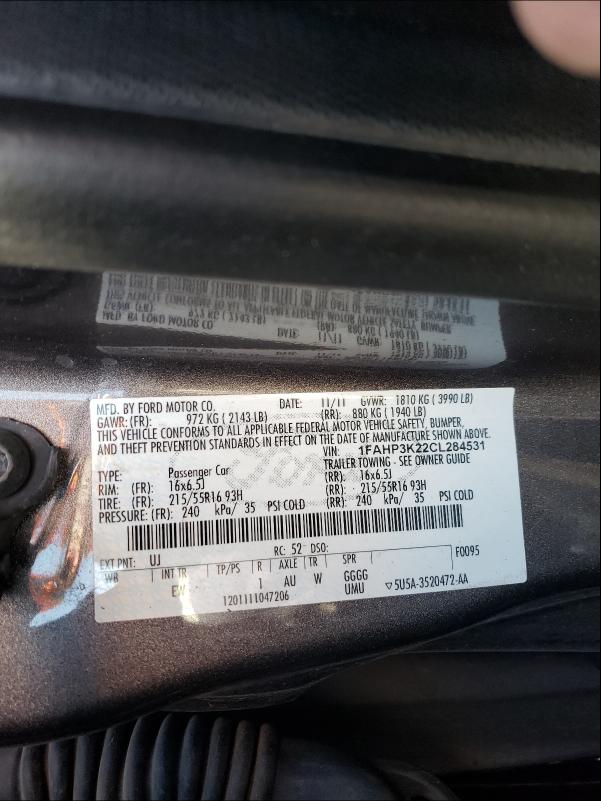 MFD. BY FORD MOTOR CO. DATE: 11/11 GVWR: 1810 KG ( 3990 LB)
GAWR: (FR): 972 KG ( 2143 LB) (RR): 880 KG ( 1940 LB)
THIS VEHICLE CONFORMS TO ALL APPLICABLE FEDERAL MOTOR VEHICLE SAFETY, BUMPER,
AND THEFT PREVENTION STANDARDS IN EFFECT ON THE DATE OF MANUFACTURE SHOWN ABOVE.
VIN: 1FAHP3K22CL284531
TYPE: Passenger Car TRAILER TOWING - SEE OWNER GUIDE
RIM: (FR): 16x6.5J (RR): 16x6.5J
TIRE: (FR): 215/55R16 93H (RR): 215/55R16 93H
PRESSURE: (FR): 240 kPa/ 35 PSI COLD (RR): 240 kPa/ 35 PSI COLD
EXT PNT: UJ RC: 52 DSO: F0095
WB INT TR TP/PS R AXLE TR SPR
EW 1 AU W GGGG
1201111047206 UMU ▽5U5A-3520472-AA